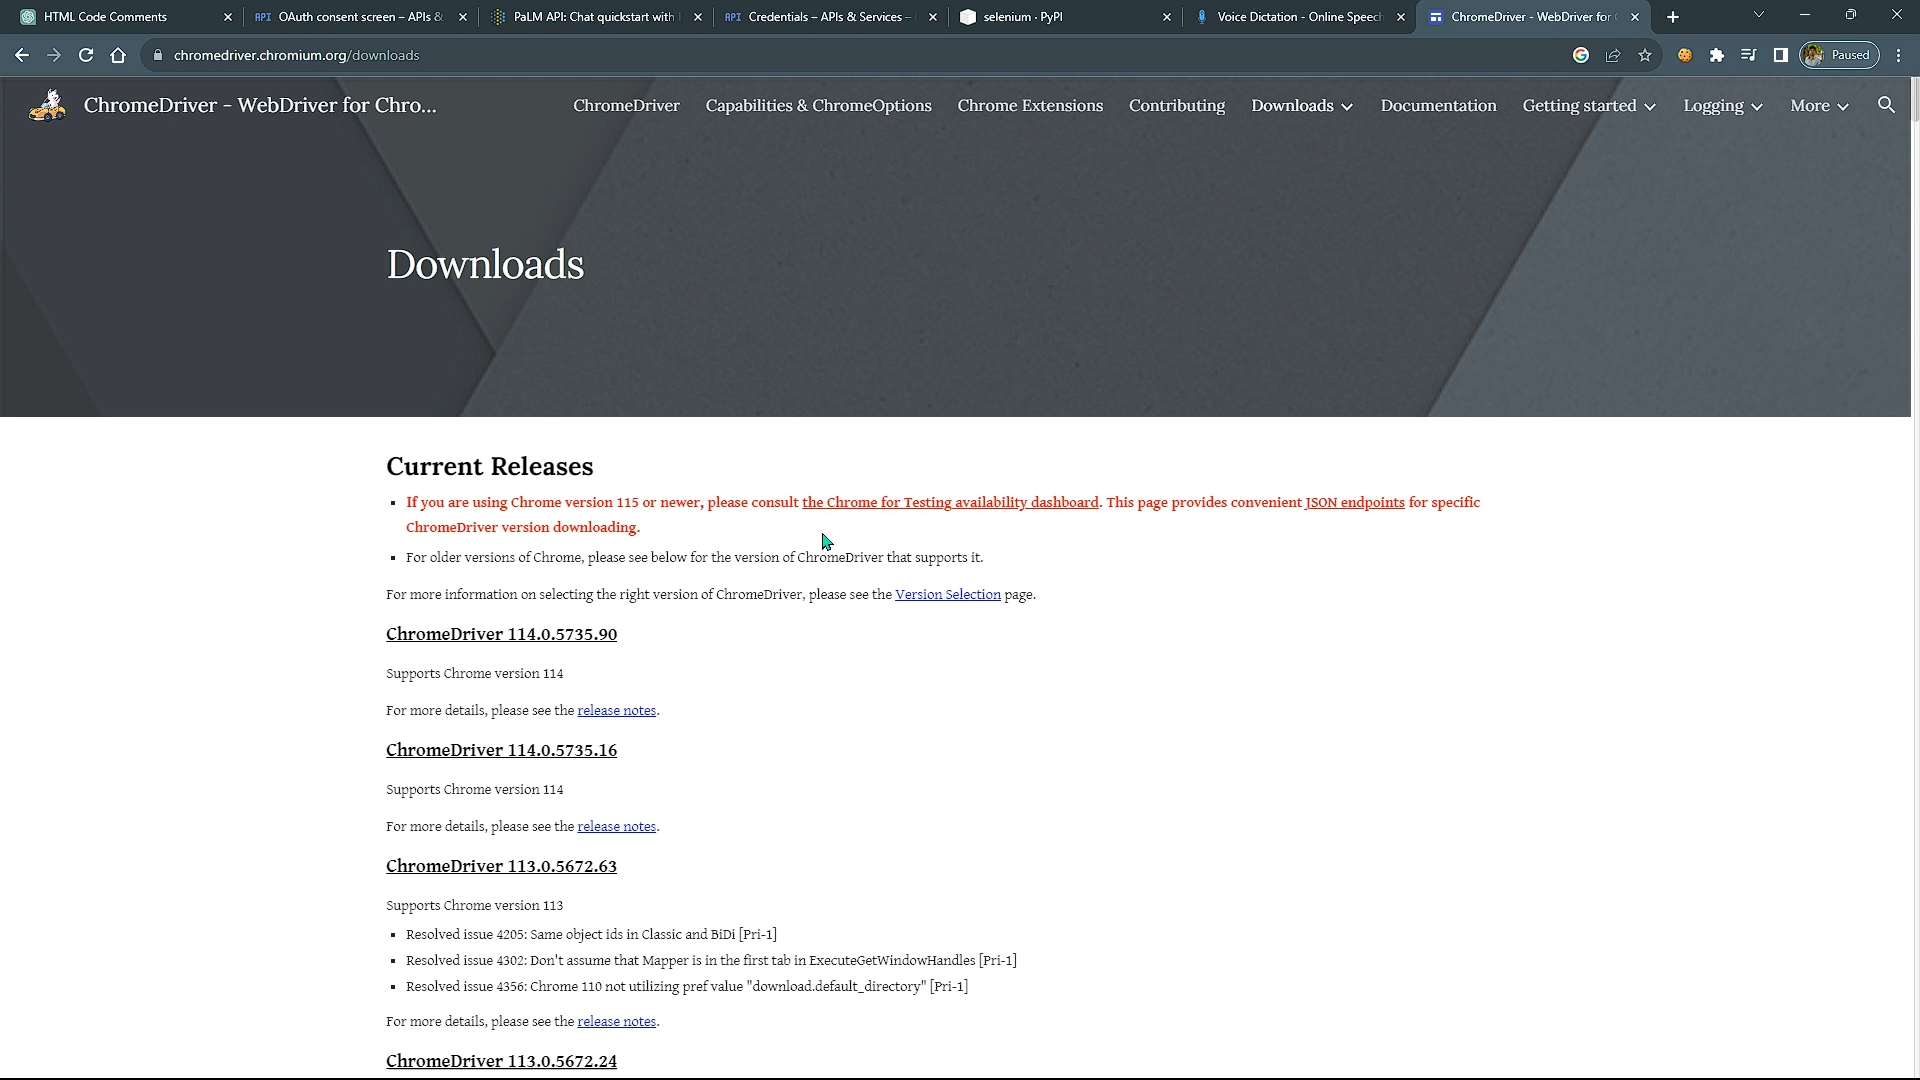 HTML Code Comments
API OAuth consent screen – APIs &
PaLM API: Chat quickstart with
API Credentials – APIs & Services –
selenium · PyPI
Voice Dictation - Online Speech
ChromeDriver - WebDriver for
chromedriver.chromium.org/downloads
Paused
ChromeDriver - WebDriver for Chro...
ChromeDriver
Capabilities & ChromeOptions
Chrome Extensions
Contributing
Downloads
Documentation
Getting started
Logging
More
Downloads
Current Releases
If you are using Chrome version 115 or newer, please consult the Chrome for Testing availability dashboard. This page provides convenient JSON endpoints for specific
ChromeDriver version downloading.
For older versions of Chrome, please see below for the version of ChromeDriver that supports it.
For more information on selecting the right version of ChromeDriver, please see the Version Selection page.
ChromeDriver 114.0.5735.90
Supports Chrome version 114
For more details, please see the release notes.
ChromeDriver 114.0.5735.16
Supports Chrome version 114
For more details, please see the release notes.
ChromeDriver 113.0.5672.63
Supports Chrome version 113
Resolved issue 4205: Same object ids in Classic and BiDi [Pri-1]
Resolved issue 4302: Don't assume that Mapper is in the first tab in ExecuteGetWindowHandles [Pri-1]
Resolved issue 4356: Chrome 110 not utilizing pref value "download.default_directory" [Pri-1]
For more details, please see the release notes.
ChromeDriver 113.0.5672.24